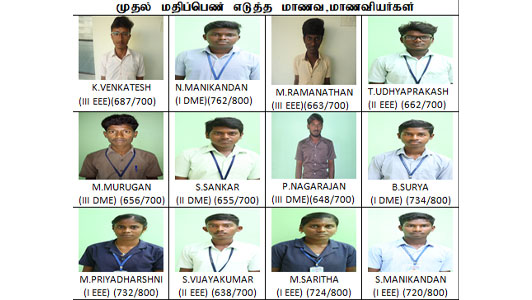 முதல் மதிப்பெண் எடுத்த மாணவ,மாணவியர்கள்
K.VENKATESH
(III EEE)(687/700)
N.MANIKANDAN
(I DME)(762/800)
M.RAMANATHAN
(III EEE)(663/700)
T.UDHYAPRAKASH
(II EEE) (662/700)
M.MURUGAN
(III DME) (656/700)
S.SANKAR
(II DME) (655/700)
P.NAGARAJAN
(III DME)(648/700)
B.SURYA
(I DME) (734/800)
M.PRIYADHARSHNI
(I EEE) (732/800)
S.VIJAYAKUMAR
(II EEE) (638/700)
M.SARITHA
(I EEE) (724/800)
S.MANIKANDAN
(I EEE) (720/800)